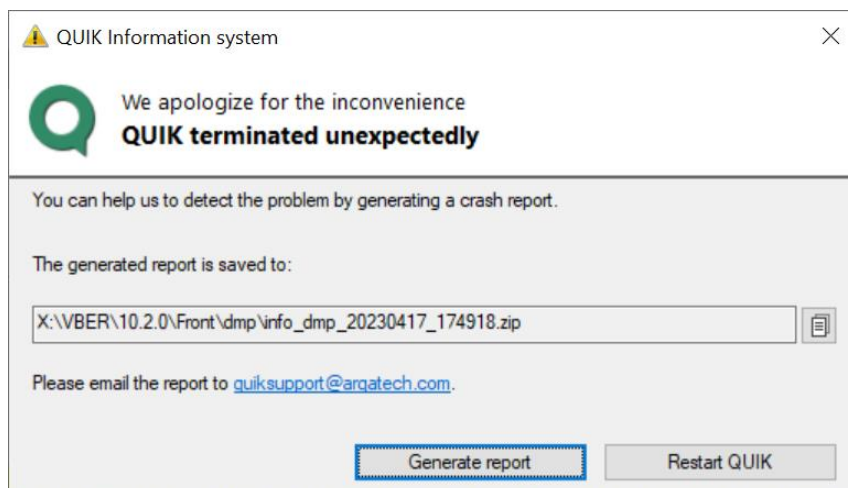 QUIK Information system
We apologize for the inconvenience
QUIK terminated unexpectedly
You can help us to detect the problem by generating a crash report.
The generated report is saved to:
X:\VBER\10.2.0\Front\dmp\info_dmp_20230417_174918.zip
Please email the report to quiksupport@arqatech.com.
Generate report
Restart QUIK